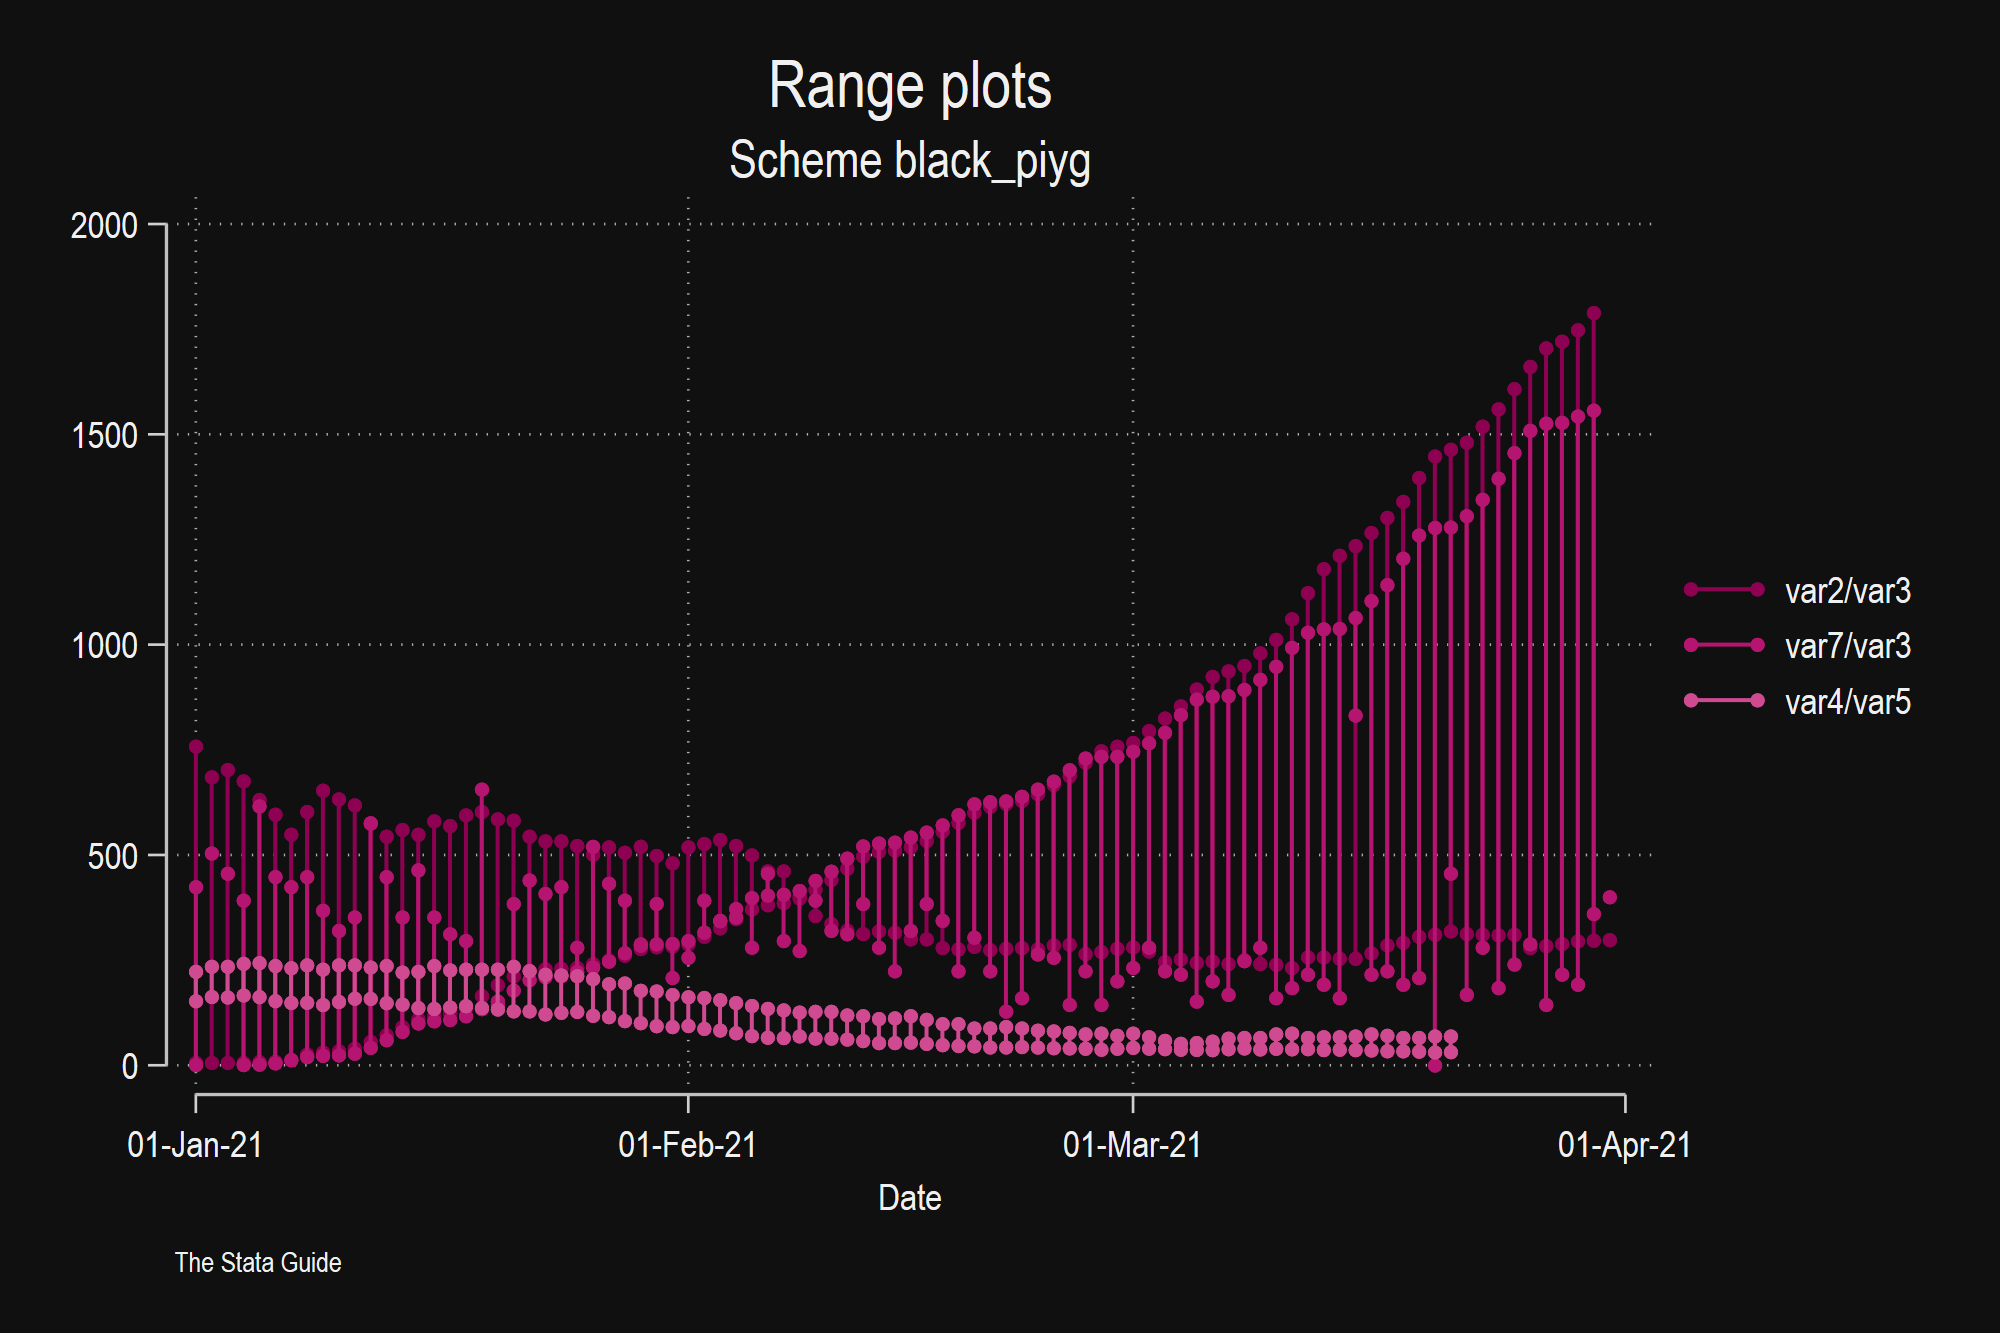 Range plots
Scheme black_piyg
2000
1500
1000
500
0
01-Jan-21
01-Feb-21
01-Mar-21
01-Apr-21
Date
var2/var3
var7/var3
var4/var5
The Stata Guide